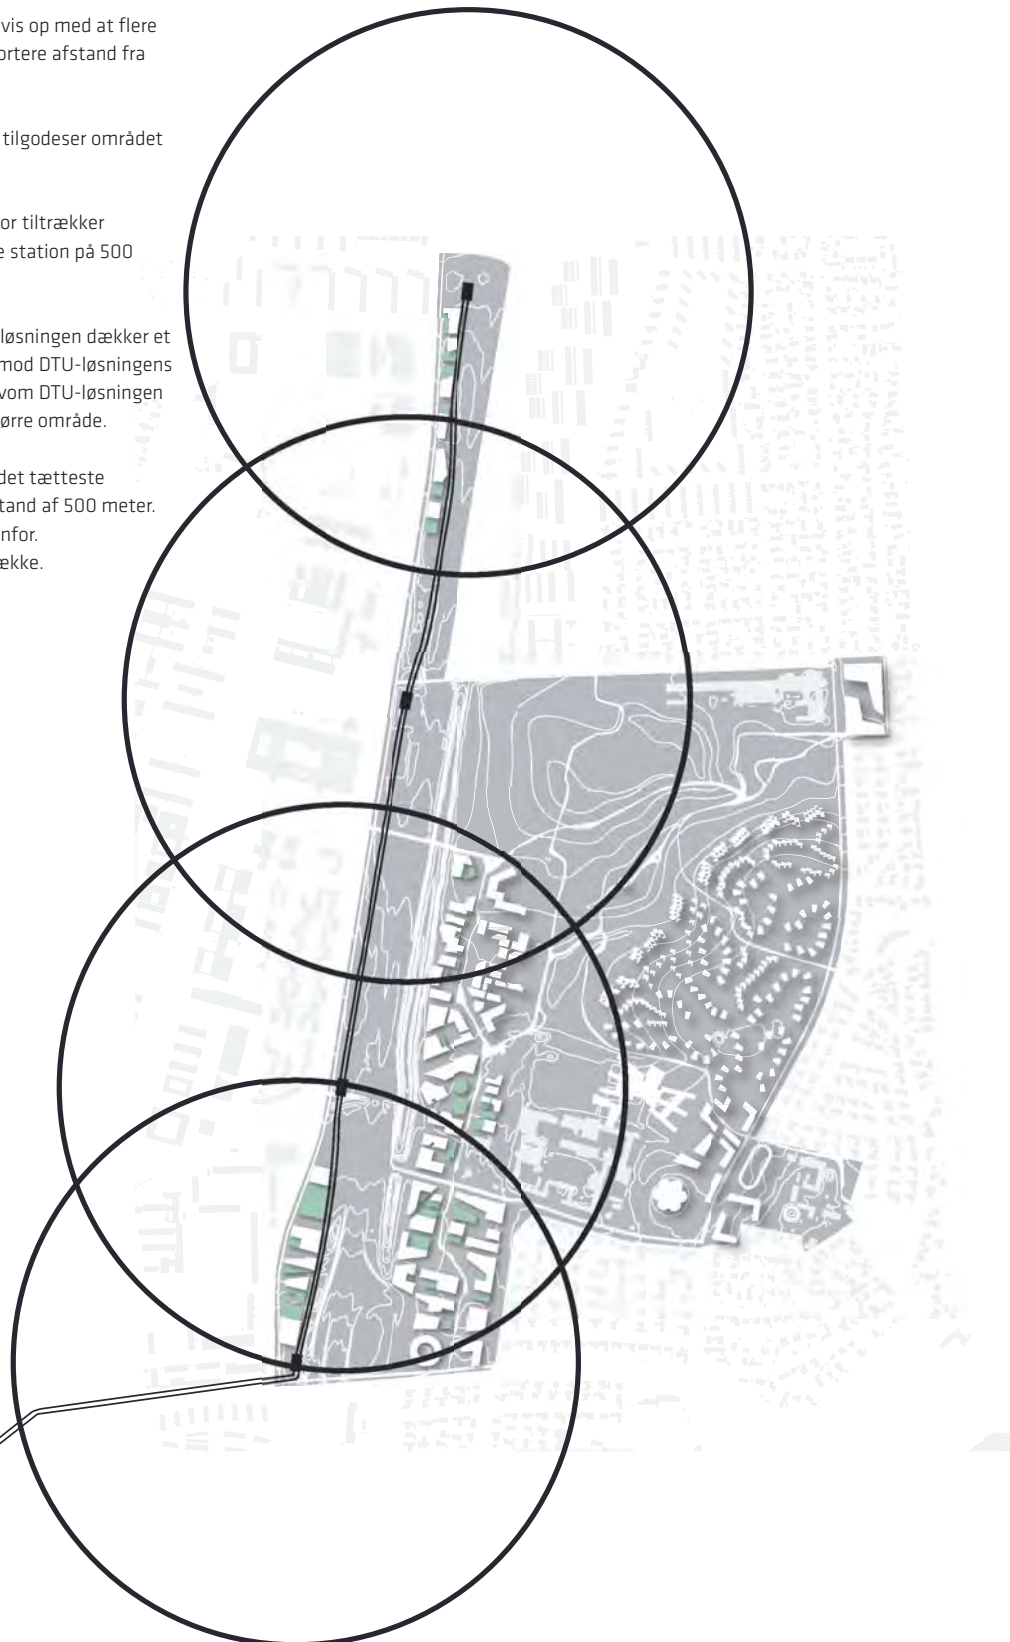 vis op med at flere
ortere afstand fra
tilgodeser området
or tiltrækker
e station på 500
løsningen dækker et
mod DTU-løsningens
vom DTU-løsningen
ørre område.
det tætteste
tand af 500 meter.
nfor.
ække.